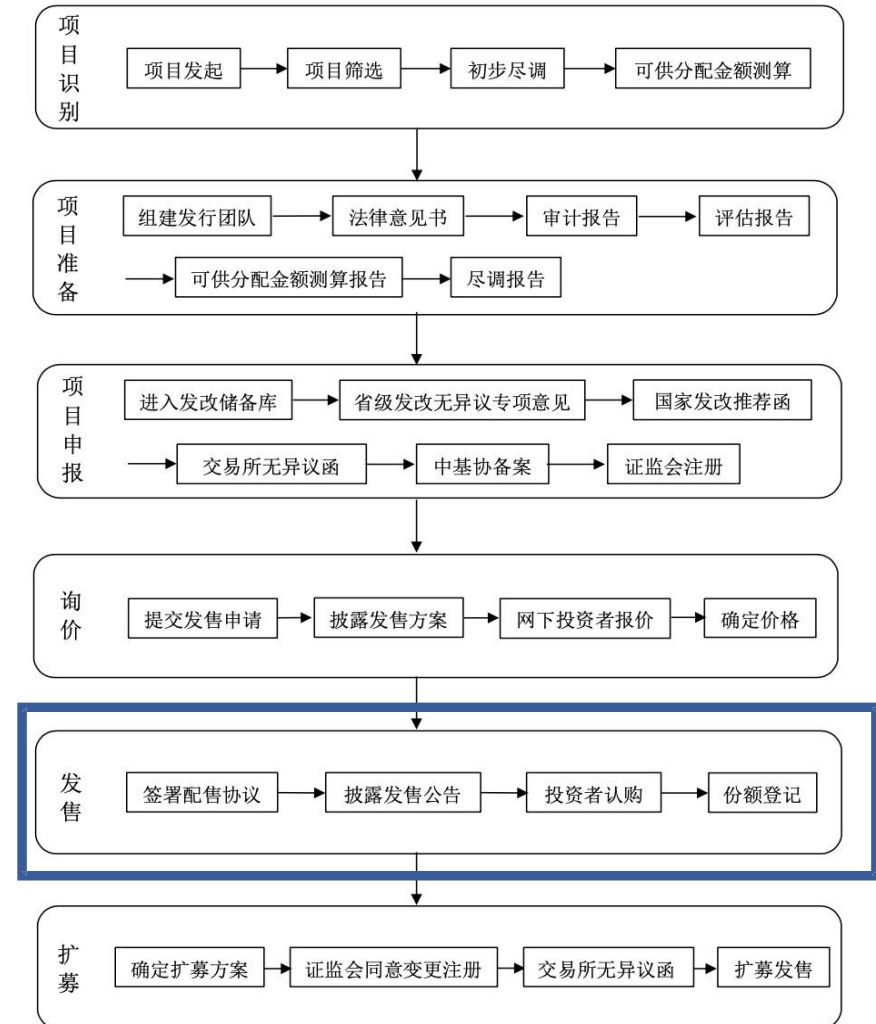 项目识别
项目发起 项目筛选 初步尽调 可供分配金额测算
项目准备
组建发行团队 法律意见书 审计报告 评估报告
可供分配金额测算报告 尽调报告
项目申报
进入发改储备库 省级发改无异议专项意见 国家发改推荐函
交易所无异议函 中基协备案 证监会注册
询价
提交发售申请 披露发售方案 网下投资者报价 确定价格
发售
签署配售协议 披露发售公告 投资者认购 份额登记
扩募
确定扩募方案 证监会同意变更注册 交易所无异议函 扩募发售